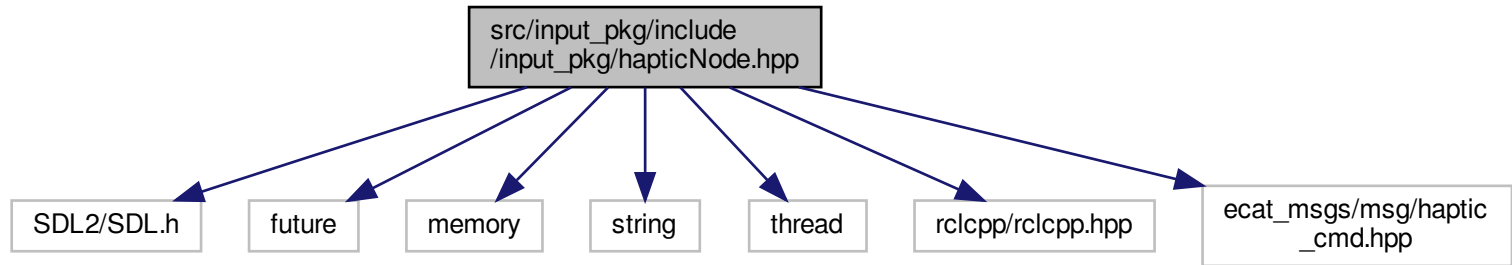 src/input_pkg/include
/input_pkg/hapticNode.hpp
SDL2/SDL.h
future
memory
string
thread
rclcpp/rclcpp.hpp
ecat_msgs/msg/haptic
_cmd.hpp